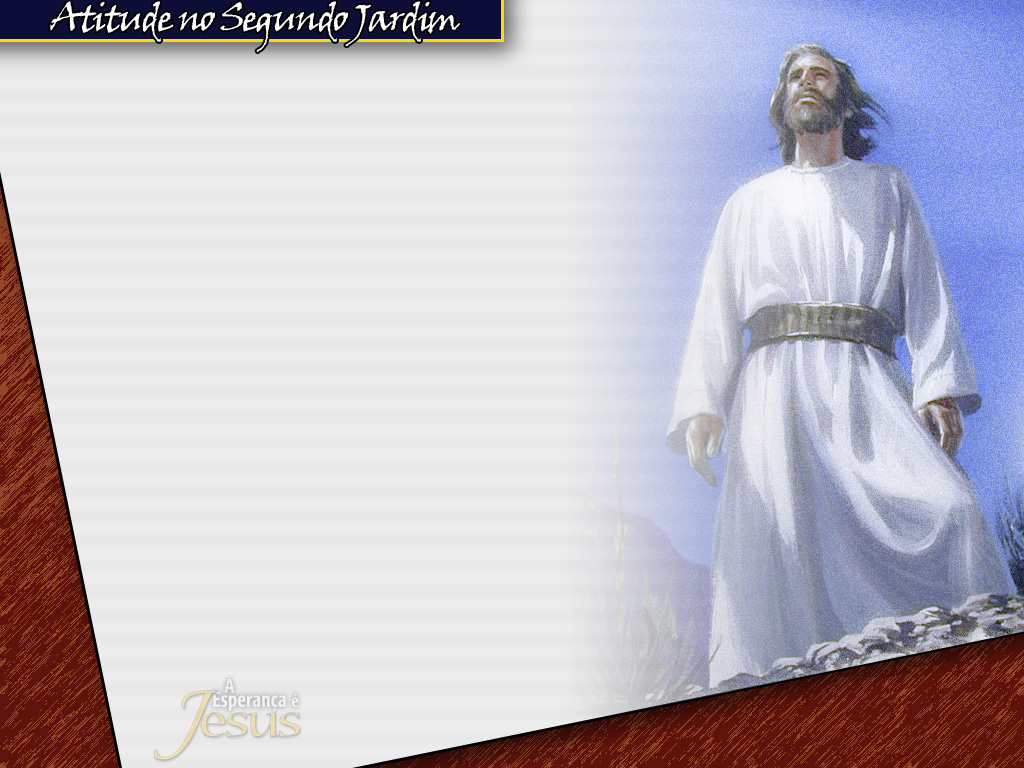 Atitude no Segundo Jardim
A
Esperança é
Jesus